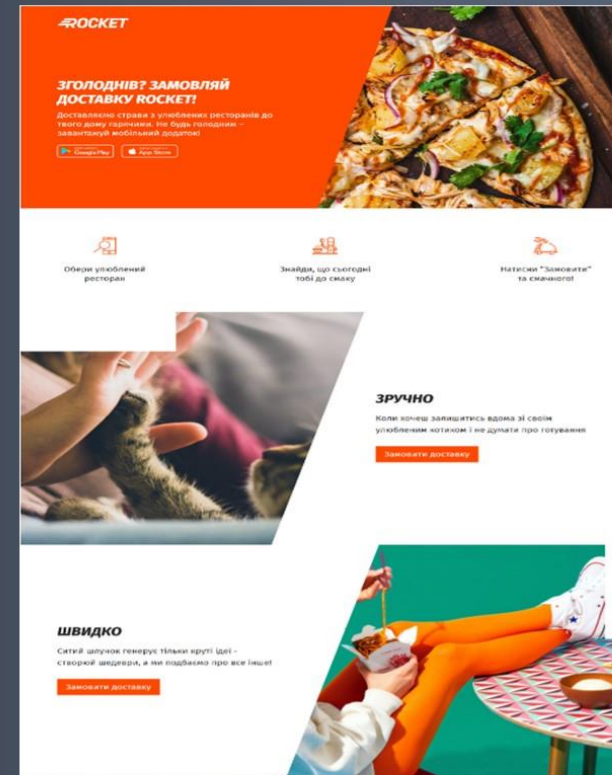 ROCKET
ЗГОЛОДНІВ? ЗАМОВЛЯЙ
ДОСТАВКУ ROCKET!
Доставляємо страви з улюблених ресторанів до
твого дому гарячими. Не будь голодним –
завантажуй мобільний додаток!
Google Play
App Store
Обери улюблений
ресторан
Знайди, що сьогодні
тобі до смаку
Натисни "Замовити"
та смачного!
ЗРУЧНО
Коли хочеш залишитись вдома зі своїм
улюбленим котиком і не думати про готування
Замовити доставку
ШВИДКО
Ситий шлунок генерує тільки круті ідеї –
створюй шедеври, а ми подбаємо про все інше!
Замовити доставку